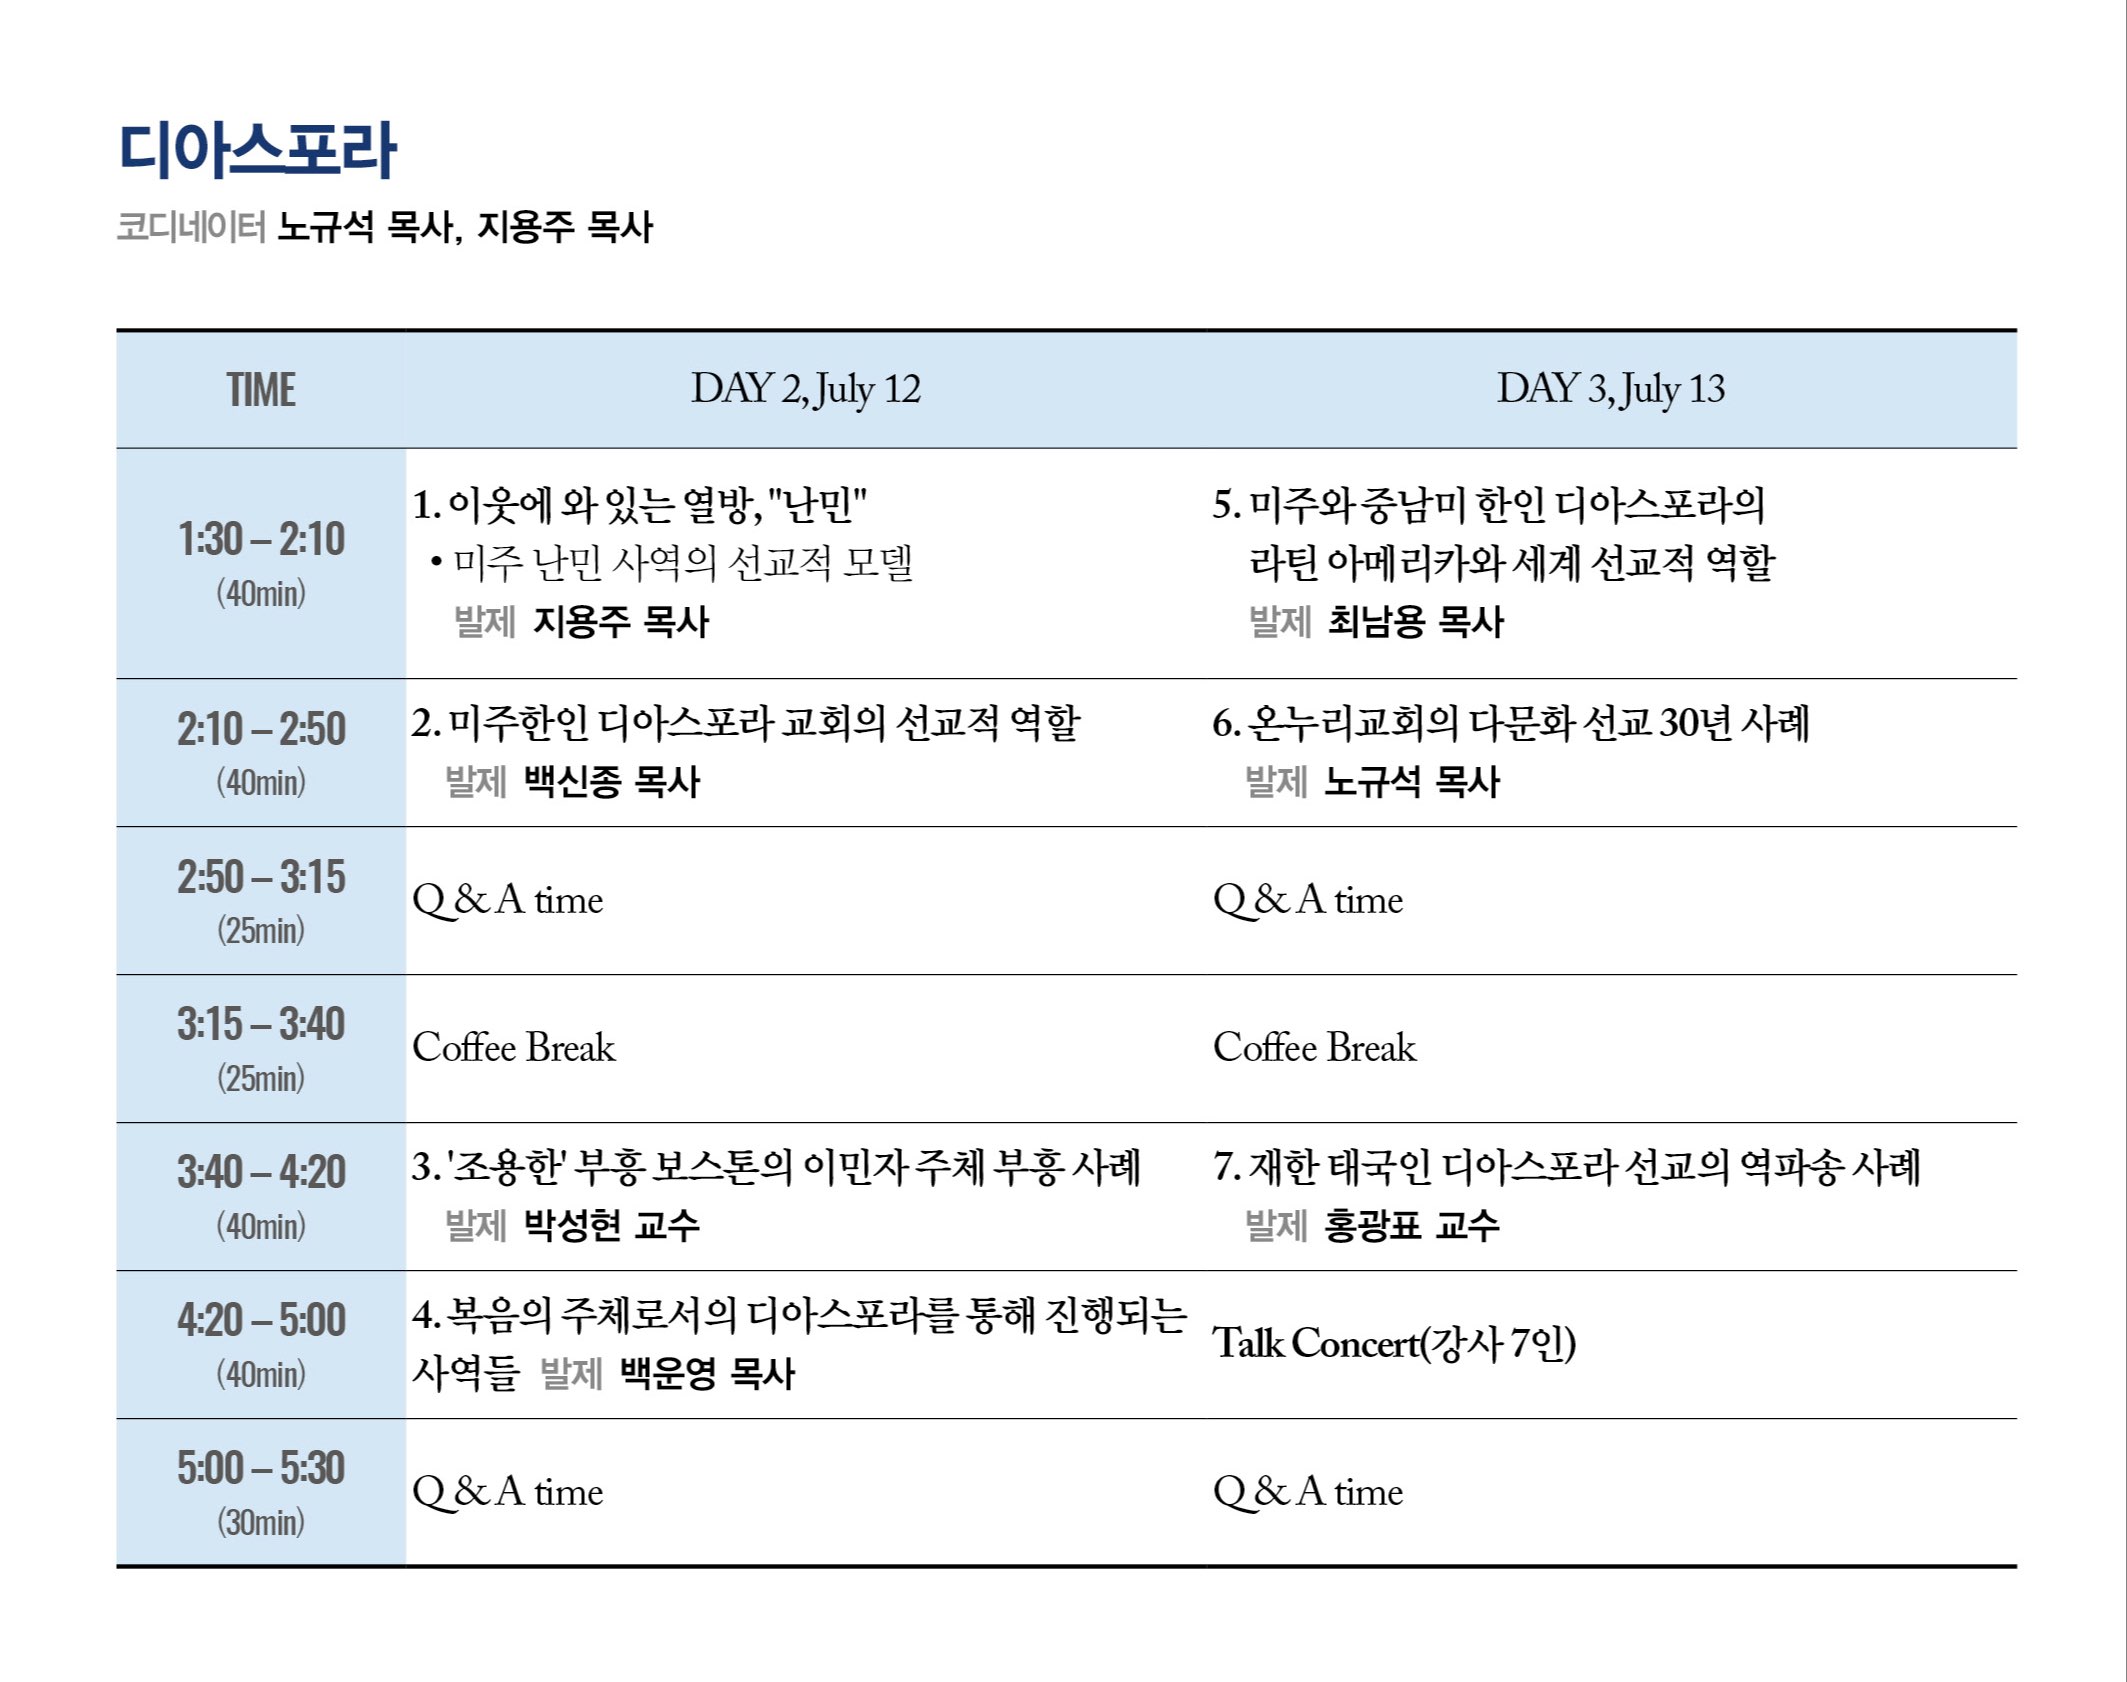 디아스포라
코디네이터 노규석 목사, 지용주 목사
TIME
DAY 2, July 12
DAY 3, July 13
1:30 – 2:10
(40min)
1. 이웃에 와 있는 열방, "난민"
• 미주 난민 사역의 선교적 모델
발제 지용주 목사
5. 미주와 중남미 한인 디아스포라의
라틴 아메리카와 세계 선교적 역할
발제 최남용 목사
2:10 – 2:50
(40min)
2. 미주한인 디아스포라 교회의 선교적 역할
발제 백신종 목사
6. 온누리교회의 다문화 선교 30년 사례
발제 노규석 목사
2:50 – 3:15
(25min)
Q & A time
Q & A time
3:15 – 3:40
(25min)
Coffee Break
Coffee Break
3:40 – 4:20
(40min)
3. '조용한' 부흥 보스톤의 이민자 주체 부흥 사례
발제 박성현 교수
7. 재한 태국인 디아스포라 선교의 역파송 사례
발제 홍광표 교수
4:20 – 5:00
(40min)
4. 복음의 주체로서의 디아스포라를 통해 진행되는
사역들 발제 백운영 목사
Talk Concert(강사 7인)
5:00 – 5:30
(30min)
Q & A time
Q & A time